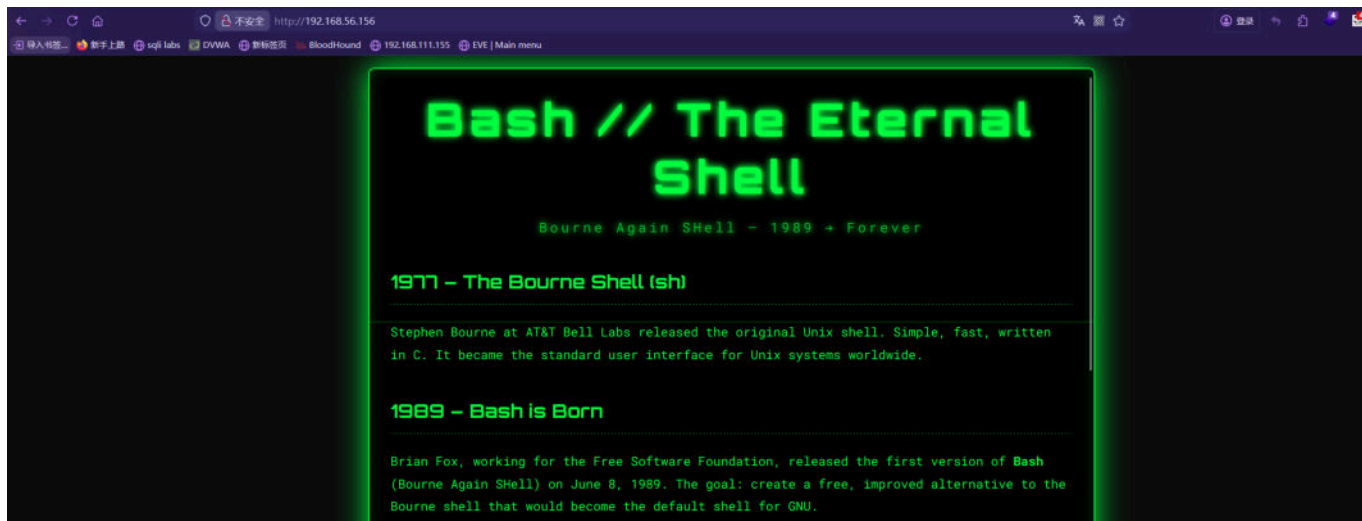 不安全 http://192.168.56.156 登录
导入书签... 新手上路 sqli labs DVWA 新标签页 BloodHound 192.168.111.155 EVE | Main menu
Bash // The Eternal
Shell
Bourne Again SHell — 1989 → Forever
1977 — The Bourne Shell (sh)
Stephen Bourne at AT&T Bell Labs released the original Unix shell. Simple, fast, written
in C. It became the standard user interface for Unix systems worldwide.
1989 — Bash is Born
Brian Fox, working for the Free Software Foundation, released the first version of Bash
(Bourne Again SHell) on June 8, 1989. The goal: create a free, improved alternative to the
Bourne shell that would become the default shell for GNU.